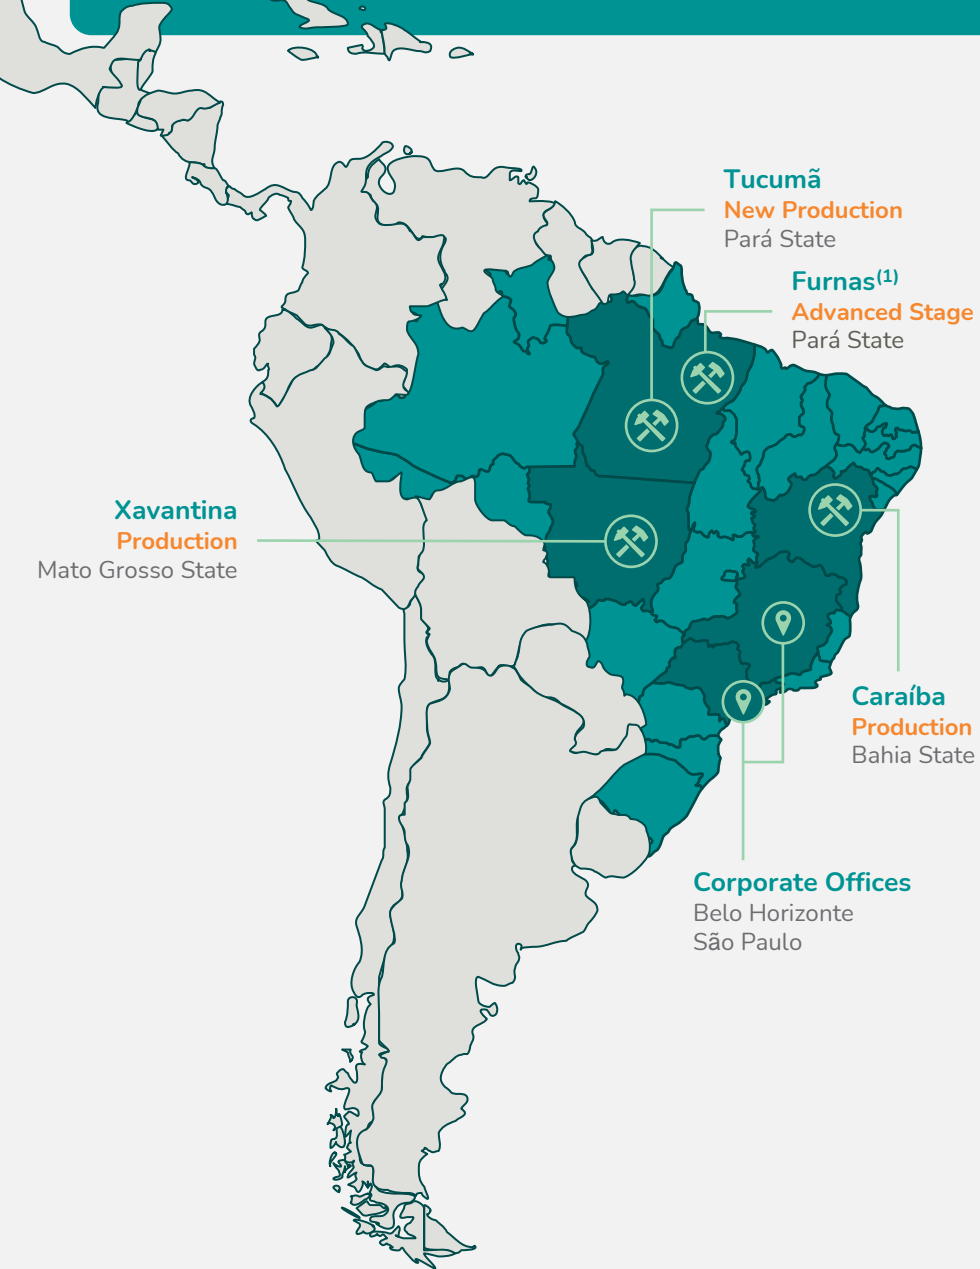 Tucumã
New Production
Pará State
Furnas(1)
Advanced Stage
Pará State
Xavantina
Production
Mato Grosso State
Caraíba
Production
Bahia State
Corporate Offices
Belo Horizonte
São Paulo